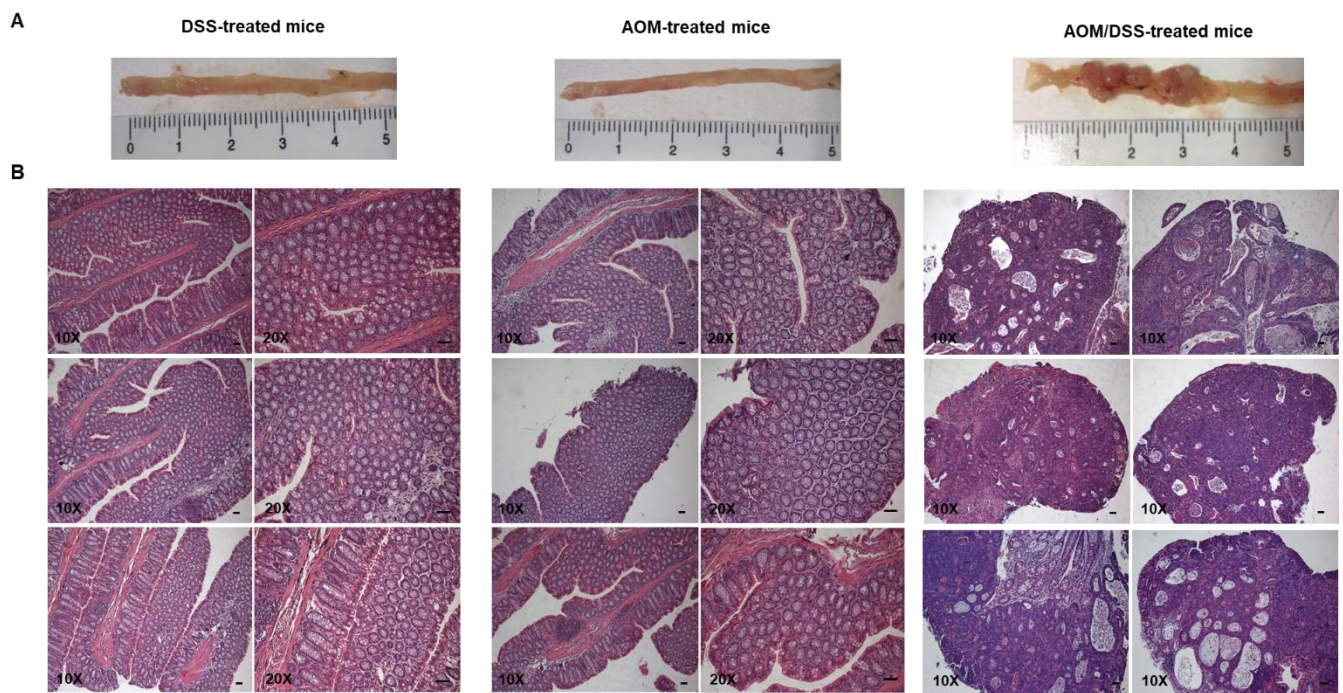 A
DSS-treated mice
AOM-treated mice
AOM/DSS-treated mice
0 1 2 3 4 5
0 1 2 3 4 5
1 2 3 4 5
B
10X 20X 10X 20X 10X 10X
10X 20X 10X 20X 10X 10X
10X 20X 10X 20X 10X 10X